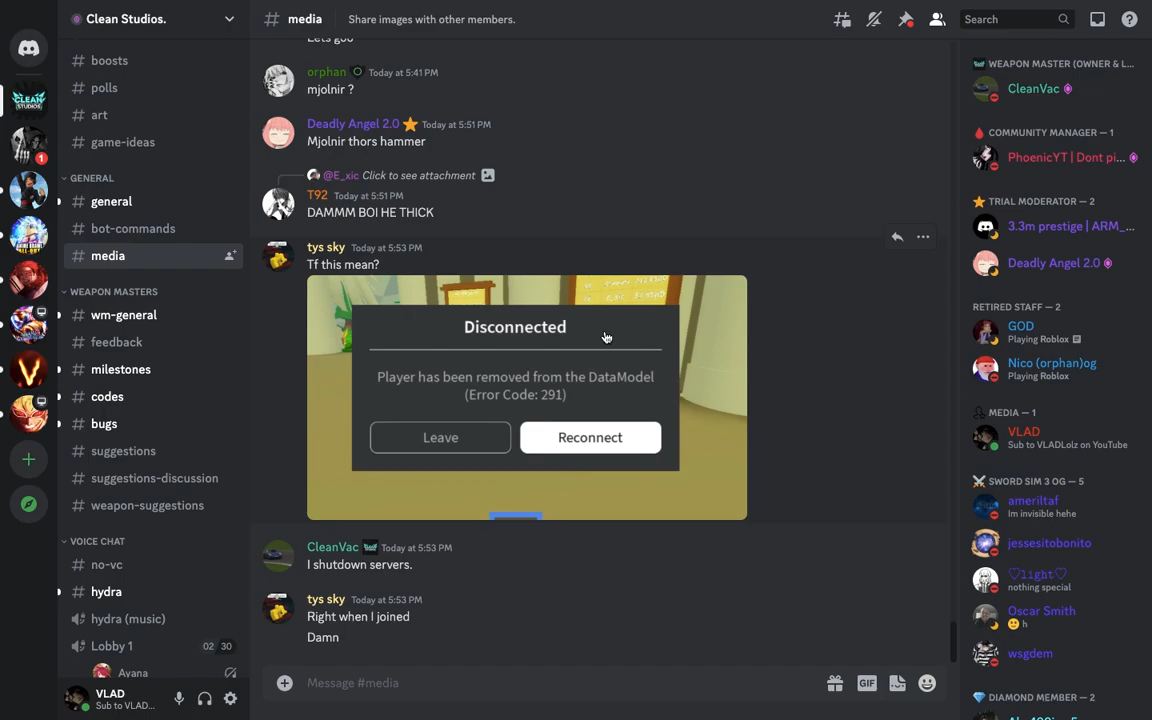 Clean Studios.
# media
Share images with other members.
Search
CLEAN STUDIOS
1
# boosts
# polls
# art
# game-ideas
GENERAL
# general
# bot-commands
# media
WEAPON MASTERS
# wm-general
# feedback
# milestones
# codes
# bugs
# suggestions
# suggestions-discussion
# weapon-suggestions
VOICE CHAT
# no-vc
# hydra
hydra (music)
Lobby 1 02 30
Ayana
VLAD
Sub to VLAD...
Lets goo
orphan Today at 5:41 PM
mjolnir ?
Deadly Angel 2.0 Today at 5:51 PM
Mjolnir thors hammer
@E_xic Click to see attachment
T92 Today at 5:51 PM
DAMMM BOI HE THICK
tys sky Today at 5:53 PM
Tf this mean?
Disconnected
Player has been removed from the DataModel
(Error Code: 291)
Leave
Reconnect
CleanVac Today at 5:53 PM
I shutdown servers.
tys sky Today at 5:53 PM
Right when I joined
Damn
Message #media
GIF
WEAPON MASTER (OWNER & L...
CleanVac
COMMUNITY MANAGER — 1
PhoenicYT | Dont pi...
TRIAL MODERATOR — 2
3.3m prestige | ARM_...
Deadly Angel 2.0
RETIRED STAFF — 2
GOD
Playing Roblox
Nico (orphan)og
Playing Roblox
MEDIA — 1
VLAD
Sub to VLADLolz on YouTube
SWORD SIM 3 OG — 5
ameriltaf
Im invisible hehe
jessesitobonito
♡light♡
nothing special
Oscar Smith
h
wsgdem
DIAMOND MEMBER — 2